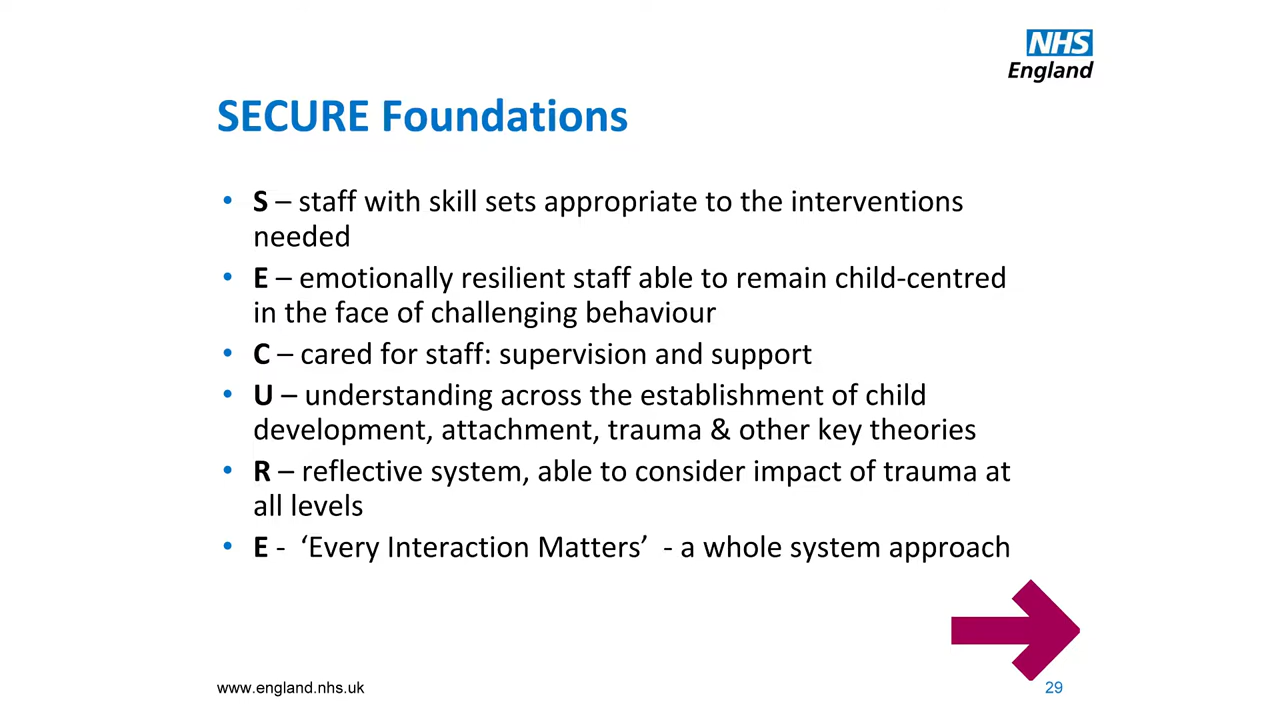 NHS
England
SECURE Foundations
• S – staff with skill sets appropriate to the interventions
needed
• E – emotionally resilient staff able to remain child-centred
in the face of challenging behaviour
• C – cared for staff: supervision and support
• U – understanding across the establishment of child
development, attachment, trauma & other key theories
• R – reflective system, able to consider impact of trauma at
all levels
• E - ‘Every Interaction Matters’ - a whole system approach
www.england.nhs.uk
29